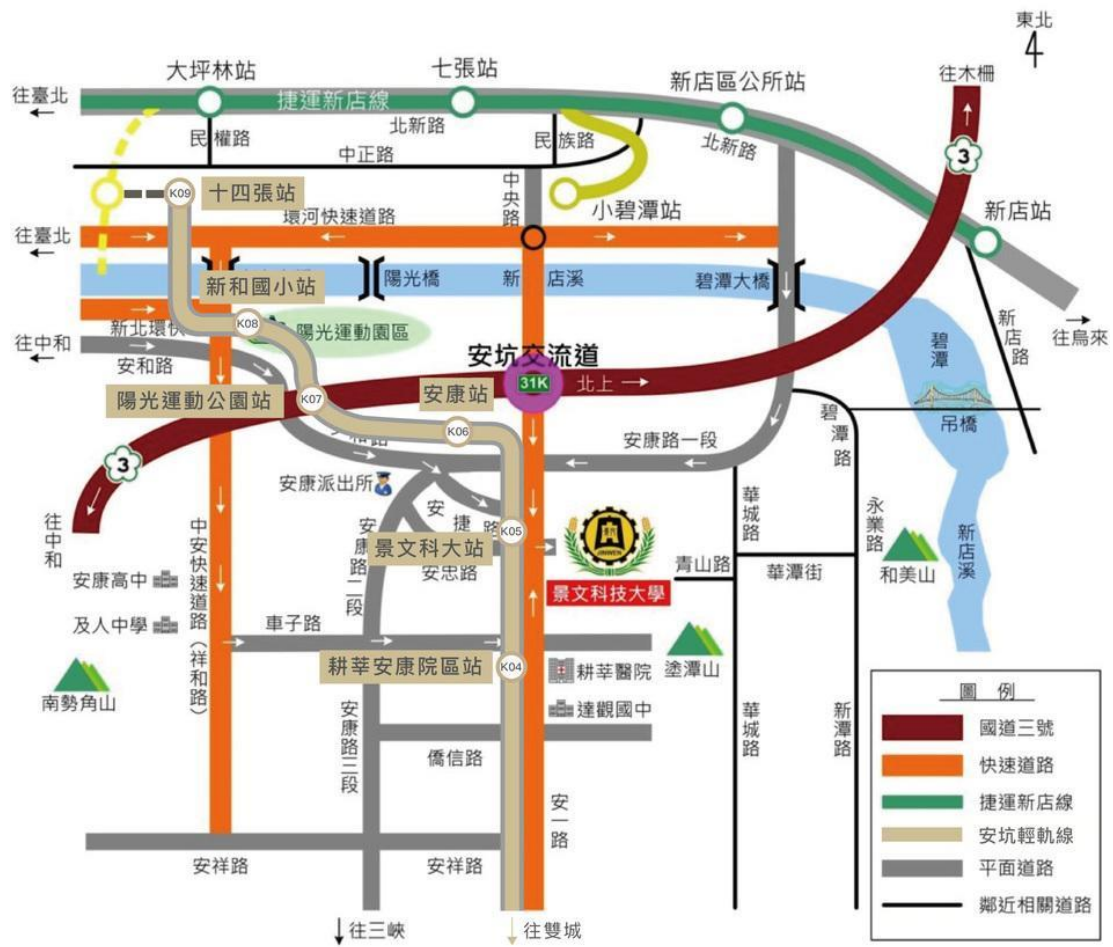 東北
4
往木柵
大坪林站
七張站
新店區公所站
往臺北
捷運新店線
北新路
北新路
民權路
民族路
中正路
3
K09
十四張站
中央路
小碧潭站
新店站
環河快速道路
往臺北
新和國小站
陽光橋
新店溪
碧潭大橋
K08
陽光運動園區
新北環快
往中和
安和路
安坑交流道
31K
北上
往烏來
新店路
碧潭
吊橋
陽光運動公園站
K07
安康站
K06
碧潭路
3
安康路一段
安康派出所
往中和
安捷路
K05
景文科大站
安康路二段
安忠路
JINWEN
景文科技大學
華城路
永業路
青山路
華潭街
和美山
新店溪
安康高中
及人中學
中安快速道路(祥和路)
車子路
耕莘安康院區站
K04
耕莘醫院
塗潭山
南勢角山
達觀國中
安康路三段
僑信路
華城路
新潭路
安一路
安祥路
安祥路
往三峽
往雙城
圖 例
國道三號
快速道路
捷運新店線
安坑輕軌線
平面道路
鄰近相關道路